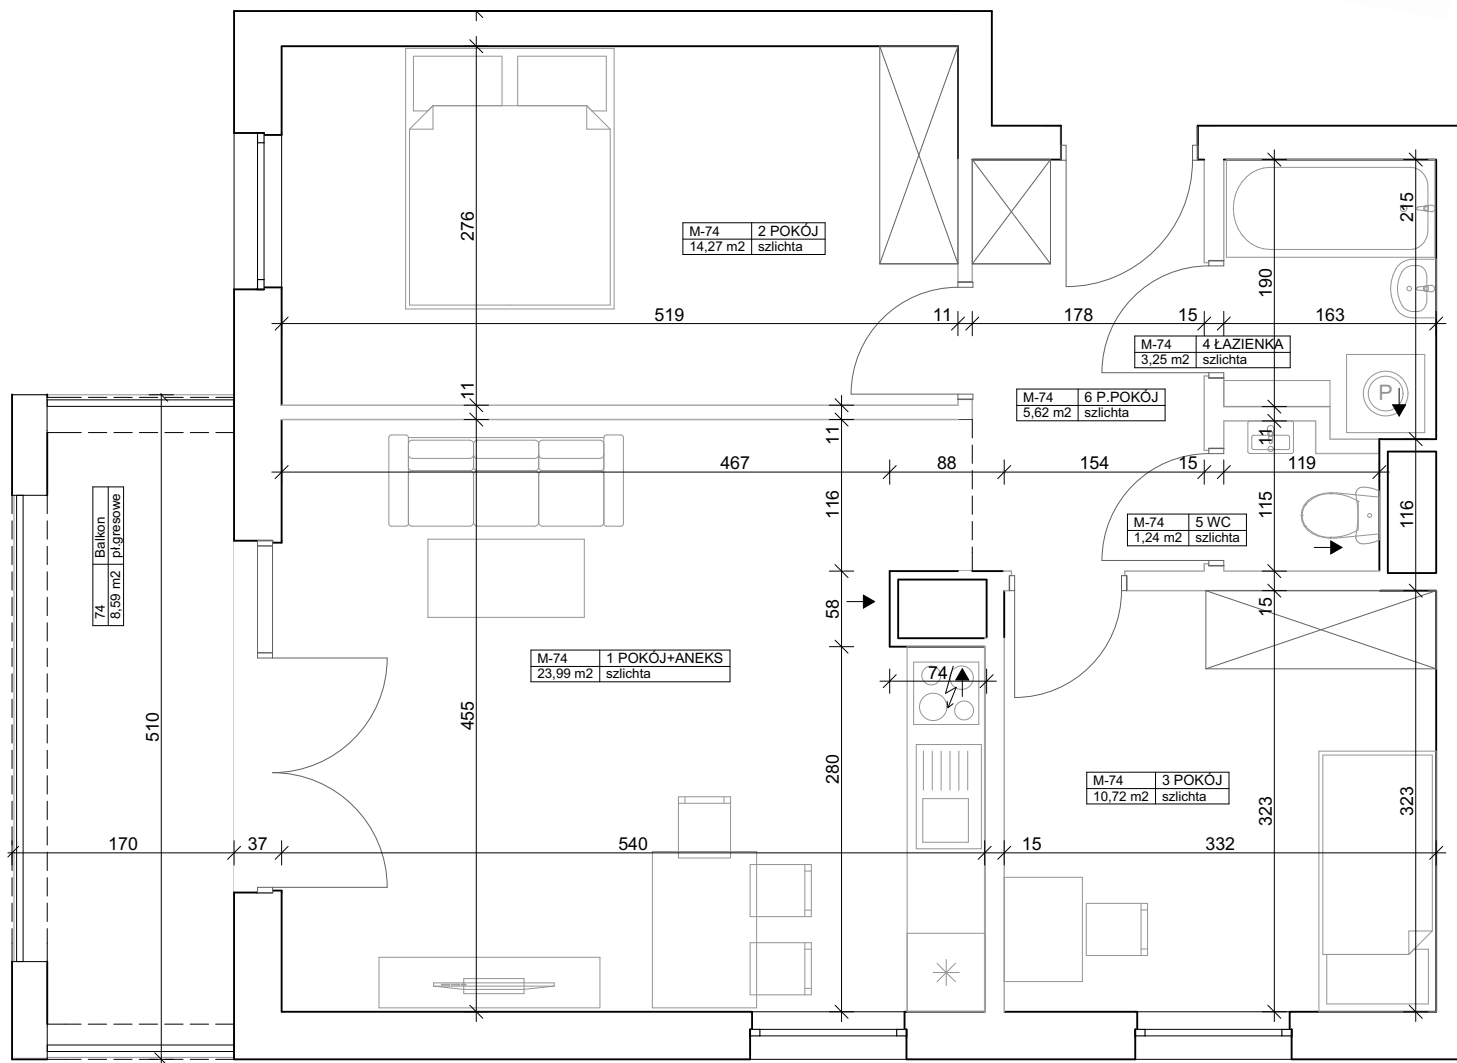 M-74 2 POKÓJ
14,27 m2 szlichta
276
215
190
519 11 178 15 163
M-74 4 ŁAZIENKA
3,25 m2 szlichta
P
11
M-74 6 P.POKÓJ
5,62 m2 szlichta
11 11
467 88 154 15 119
116 115 116
74 Balkon
8,59 m2 pł.gresowe
M-74 5 WC
1,24 m2 szlichta
58 15
M-74 1 POKÓJ+ANEKS
23,99 m2 szlichta
74
510 455 280
M-74 3 POKÓJ
10,72 m2 szlichta
323 323
170 37 540 15 332